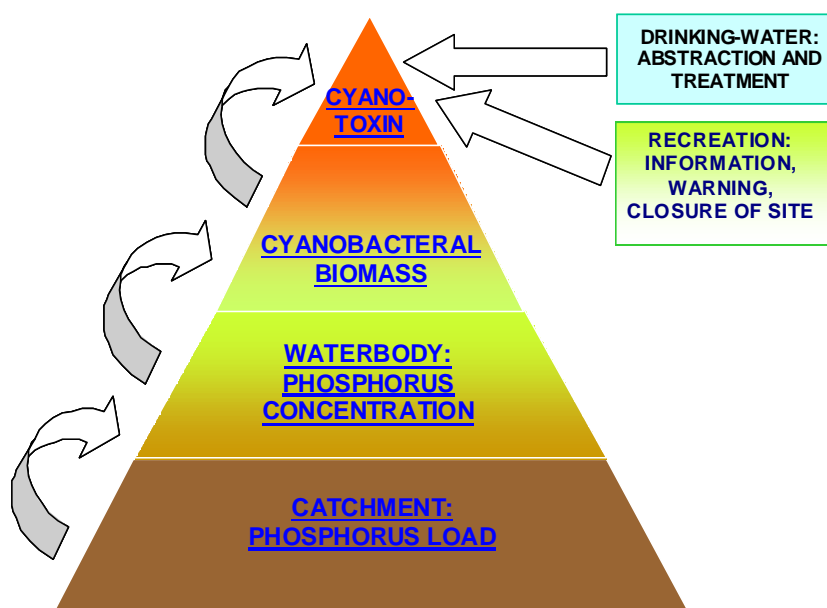 DRINKING-WATER:
ABSTRACTION AND
TREATMENT
CYANO-
TOXIN
RECREATION:
INFORMATION,
WARNING,
CLOSURE OF SITE
CYANOBACTERAL
BIOMASS
WATERBODY:
PHOSPHORUS
CONCENTRATION
CATCHMENT:
PHOSPHORUS LOAD